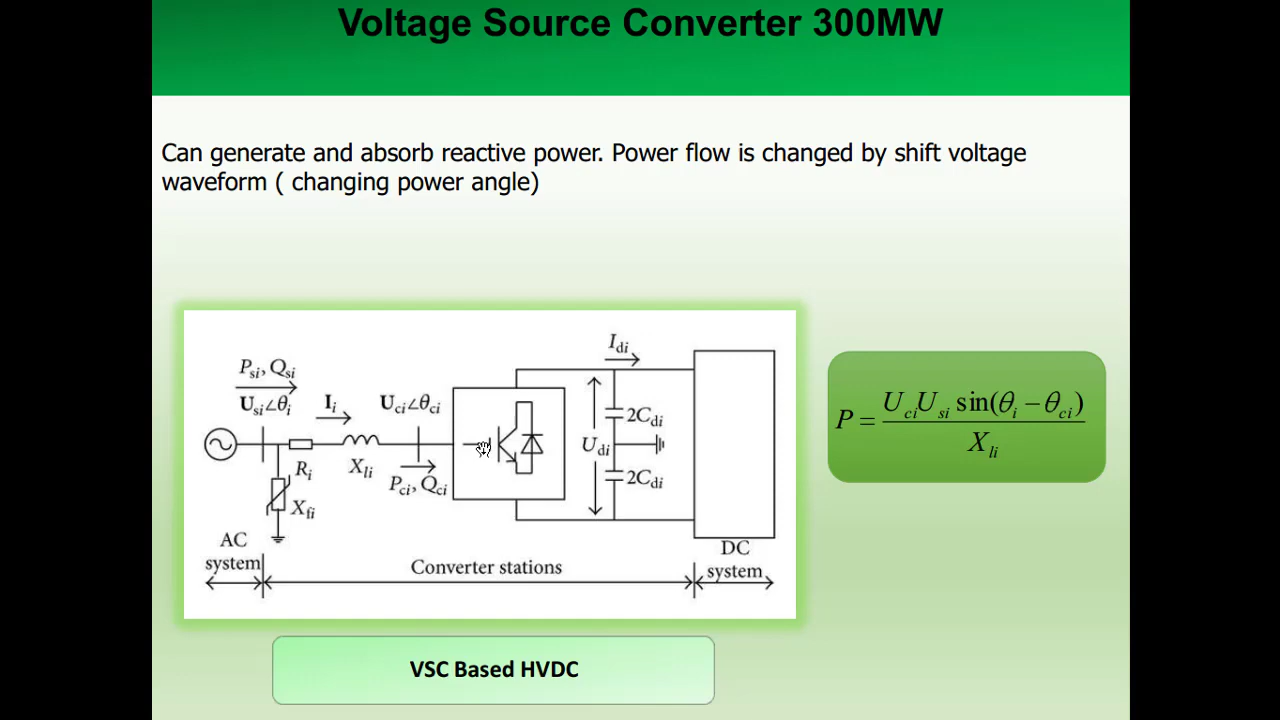 Voltage Source Converter 300MW
Can generate and absorb reactive power. Power flow is changed by shift voltage
waveform ( changing power angle)
I_di
P_si, Q_si
U_si∠θ_i
I_i
U_ci∠θ_ci
2C_di
U_di
R_i
X_li
P_ci, Q_ci
2C_di
X_fi
P = U_ci U_si sin(θ_i − θ_ci) / X_li
AC
system
Converter stations
DC
system
VSC Based HVDC